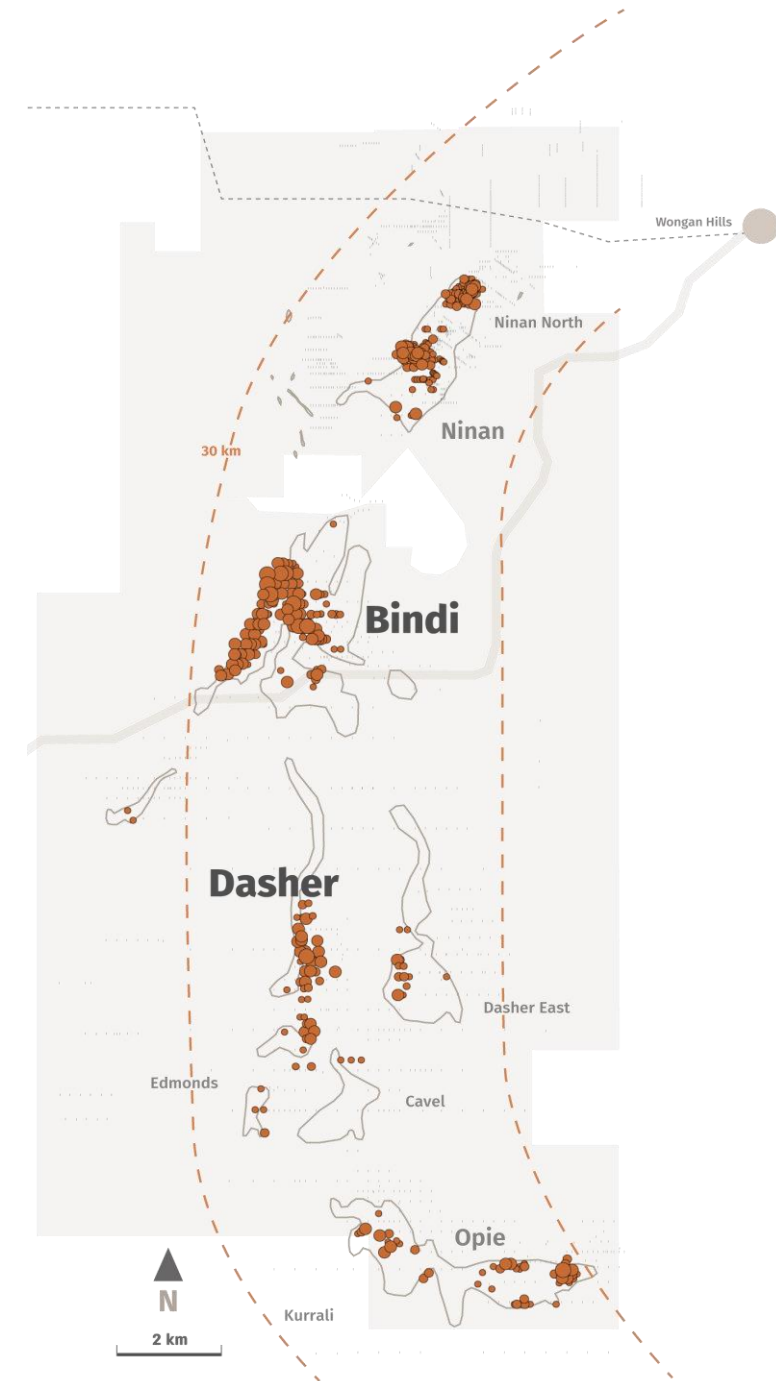 Wongan Hills
Ninan North
Ninan
30 km
Bindi
Dasher
Dasher East
Edmonds
Cavel
Opie
N
Kurrali
2 km